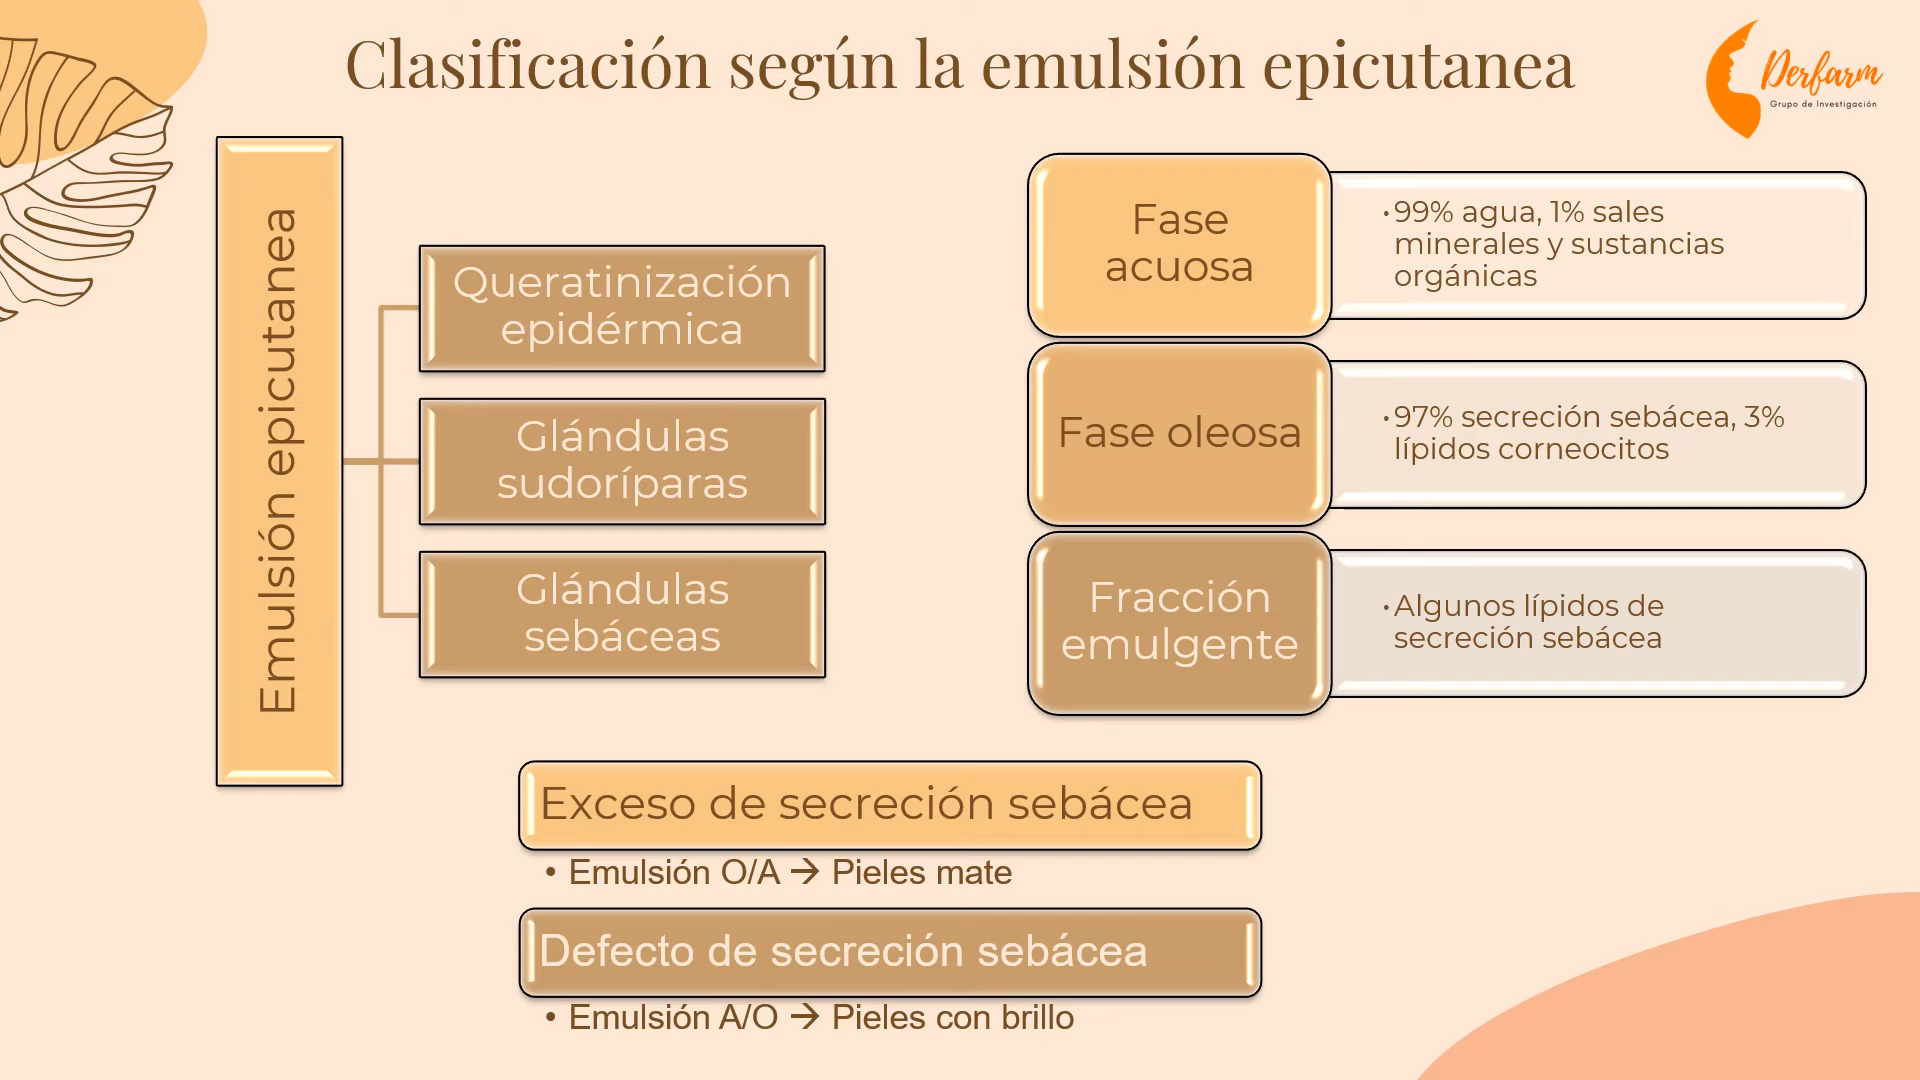 Clasificación según la emulsión epicutanea
Derfarm
Grupo de Investigación
Emulsión epicutanea
Queratinización
epidérmica
Glándulas
sudoríparas
Glándulas
sebáceas
Fase
acuosa
•99% agua, 1% sales
minerales y sustancias
orgánicas
Fase oleosa
•97% secreción sebácea, 3%
lípidos corneocitos
Fracción
emulgente
•Algunos lípidos de
secreción sebácea
Exceso de secreción sebácea
• Emulsión O/A → Pieles mate
Defecto de secreción sebácea
• Emulsión A/O → Pieles con brillo